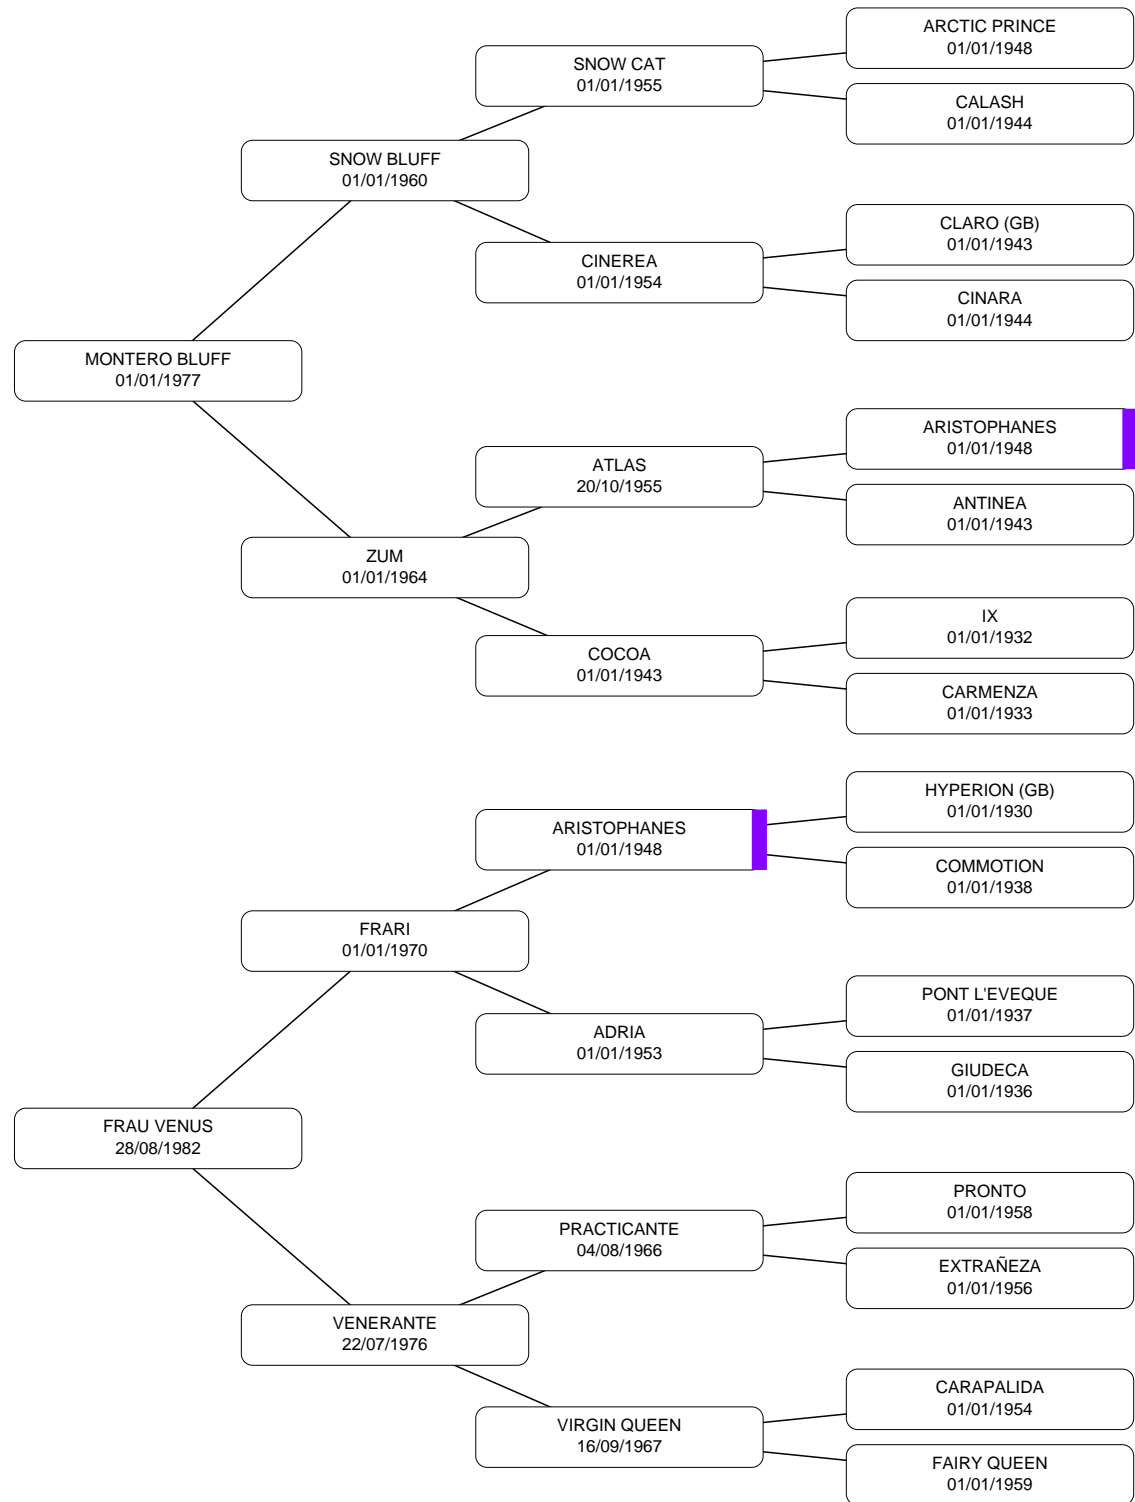 ARCTIC PRINCE
01/01/1948
SNOW CAT
01/01/1955
CALASH
01/01/1944
SNOW BLUFF
01/01/1960
CLARO (GB)
01/01/1943
CINEREA
01/01/1954
CINARA
01/01/1944
MONTERO BLUFF
01/01/1977
ARISTOPHANES
01/01/1948
ATLAS
20/10/1955
ANTINEA
01/01/1943
ZUM
01/01/1964
IX
01/01/1932
COCOA
01/01/1943
CARMENZA
01/01/1933
HYPERION (GB)
01/01/1930
ARISTOPHANES
01/01/1948
COMMOTION
01/01/1938
FRARI
01/01/1970
PONT L'EVEQUE
01/01/1937
ADRIA
01/01/1953
GIUDECA
01/01/1936
FRAU VENUS
28/08/1982
PRONTO
01/01/1958
PRACTICANTE
04/08/1966
EXTRAÑEZA
01/01/1956
VENERANTE
22/07/1976
CARAPALIDA
01/01/1954
VIRGIN QUEEN
16/09/1967
FAIRY QUEEN
01/01/1959